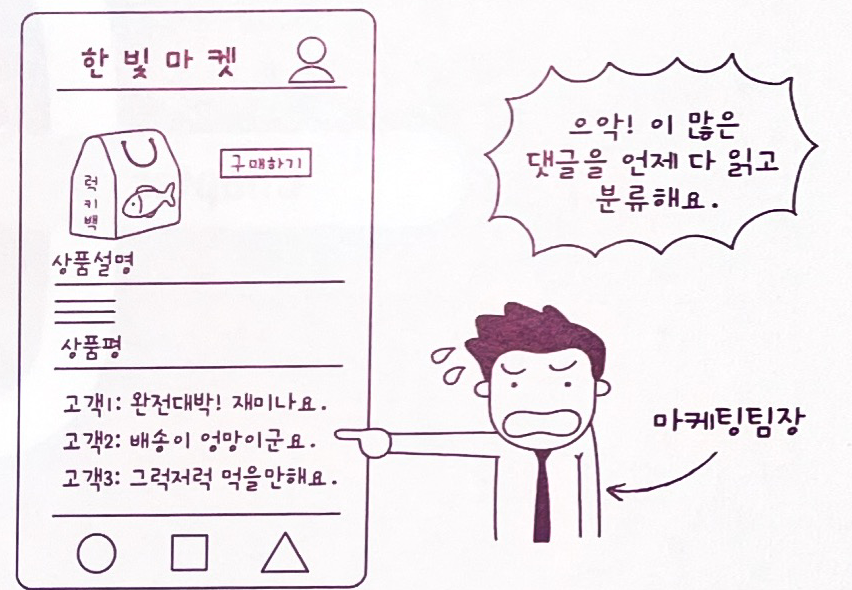 한빛마켓
구매하기
럭키백
상품설명
상품평
고객1: 완전대박! 재미나요.
고객2: 배송이 엉망이군요.
고객3: 그럭저럭 먹을만해요.
으악! 이 많은
댓글을 언제 다 읽고
분류해요.
마케팅팀장